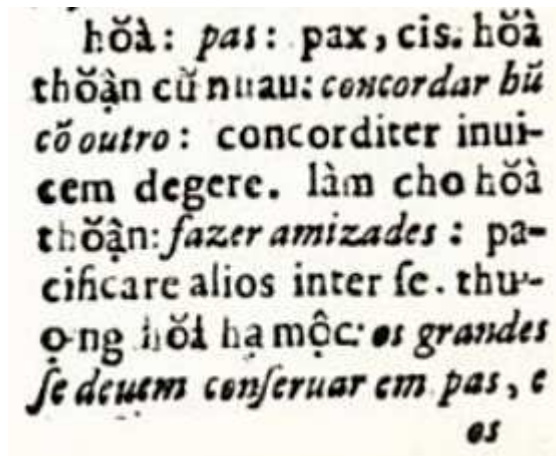 hŏà: pas: pax, cis. hŏà
thŏận cũ nuau: concordar hũ
cõ outro: concorditer inui-
cem degere. làm cho hŏà
thŏận: fazer amizades: pa-
cificare alios inter ſe. thư-
ợng hŏà hạ mộc: os grandes
ſe deuem conſeruar em pas, e
os